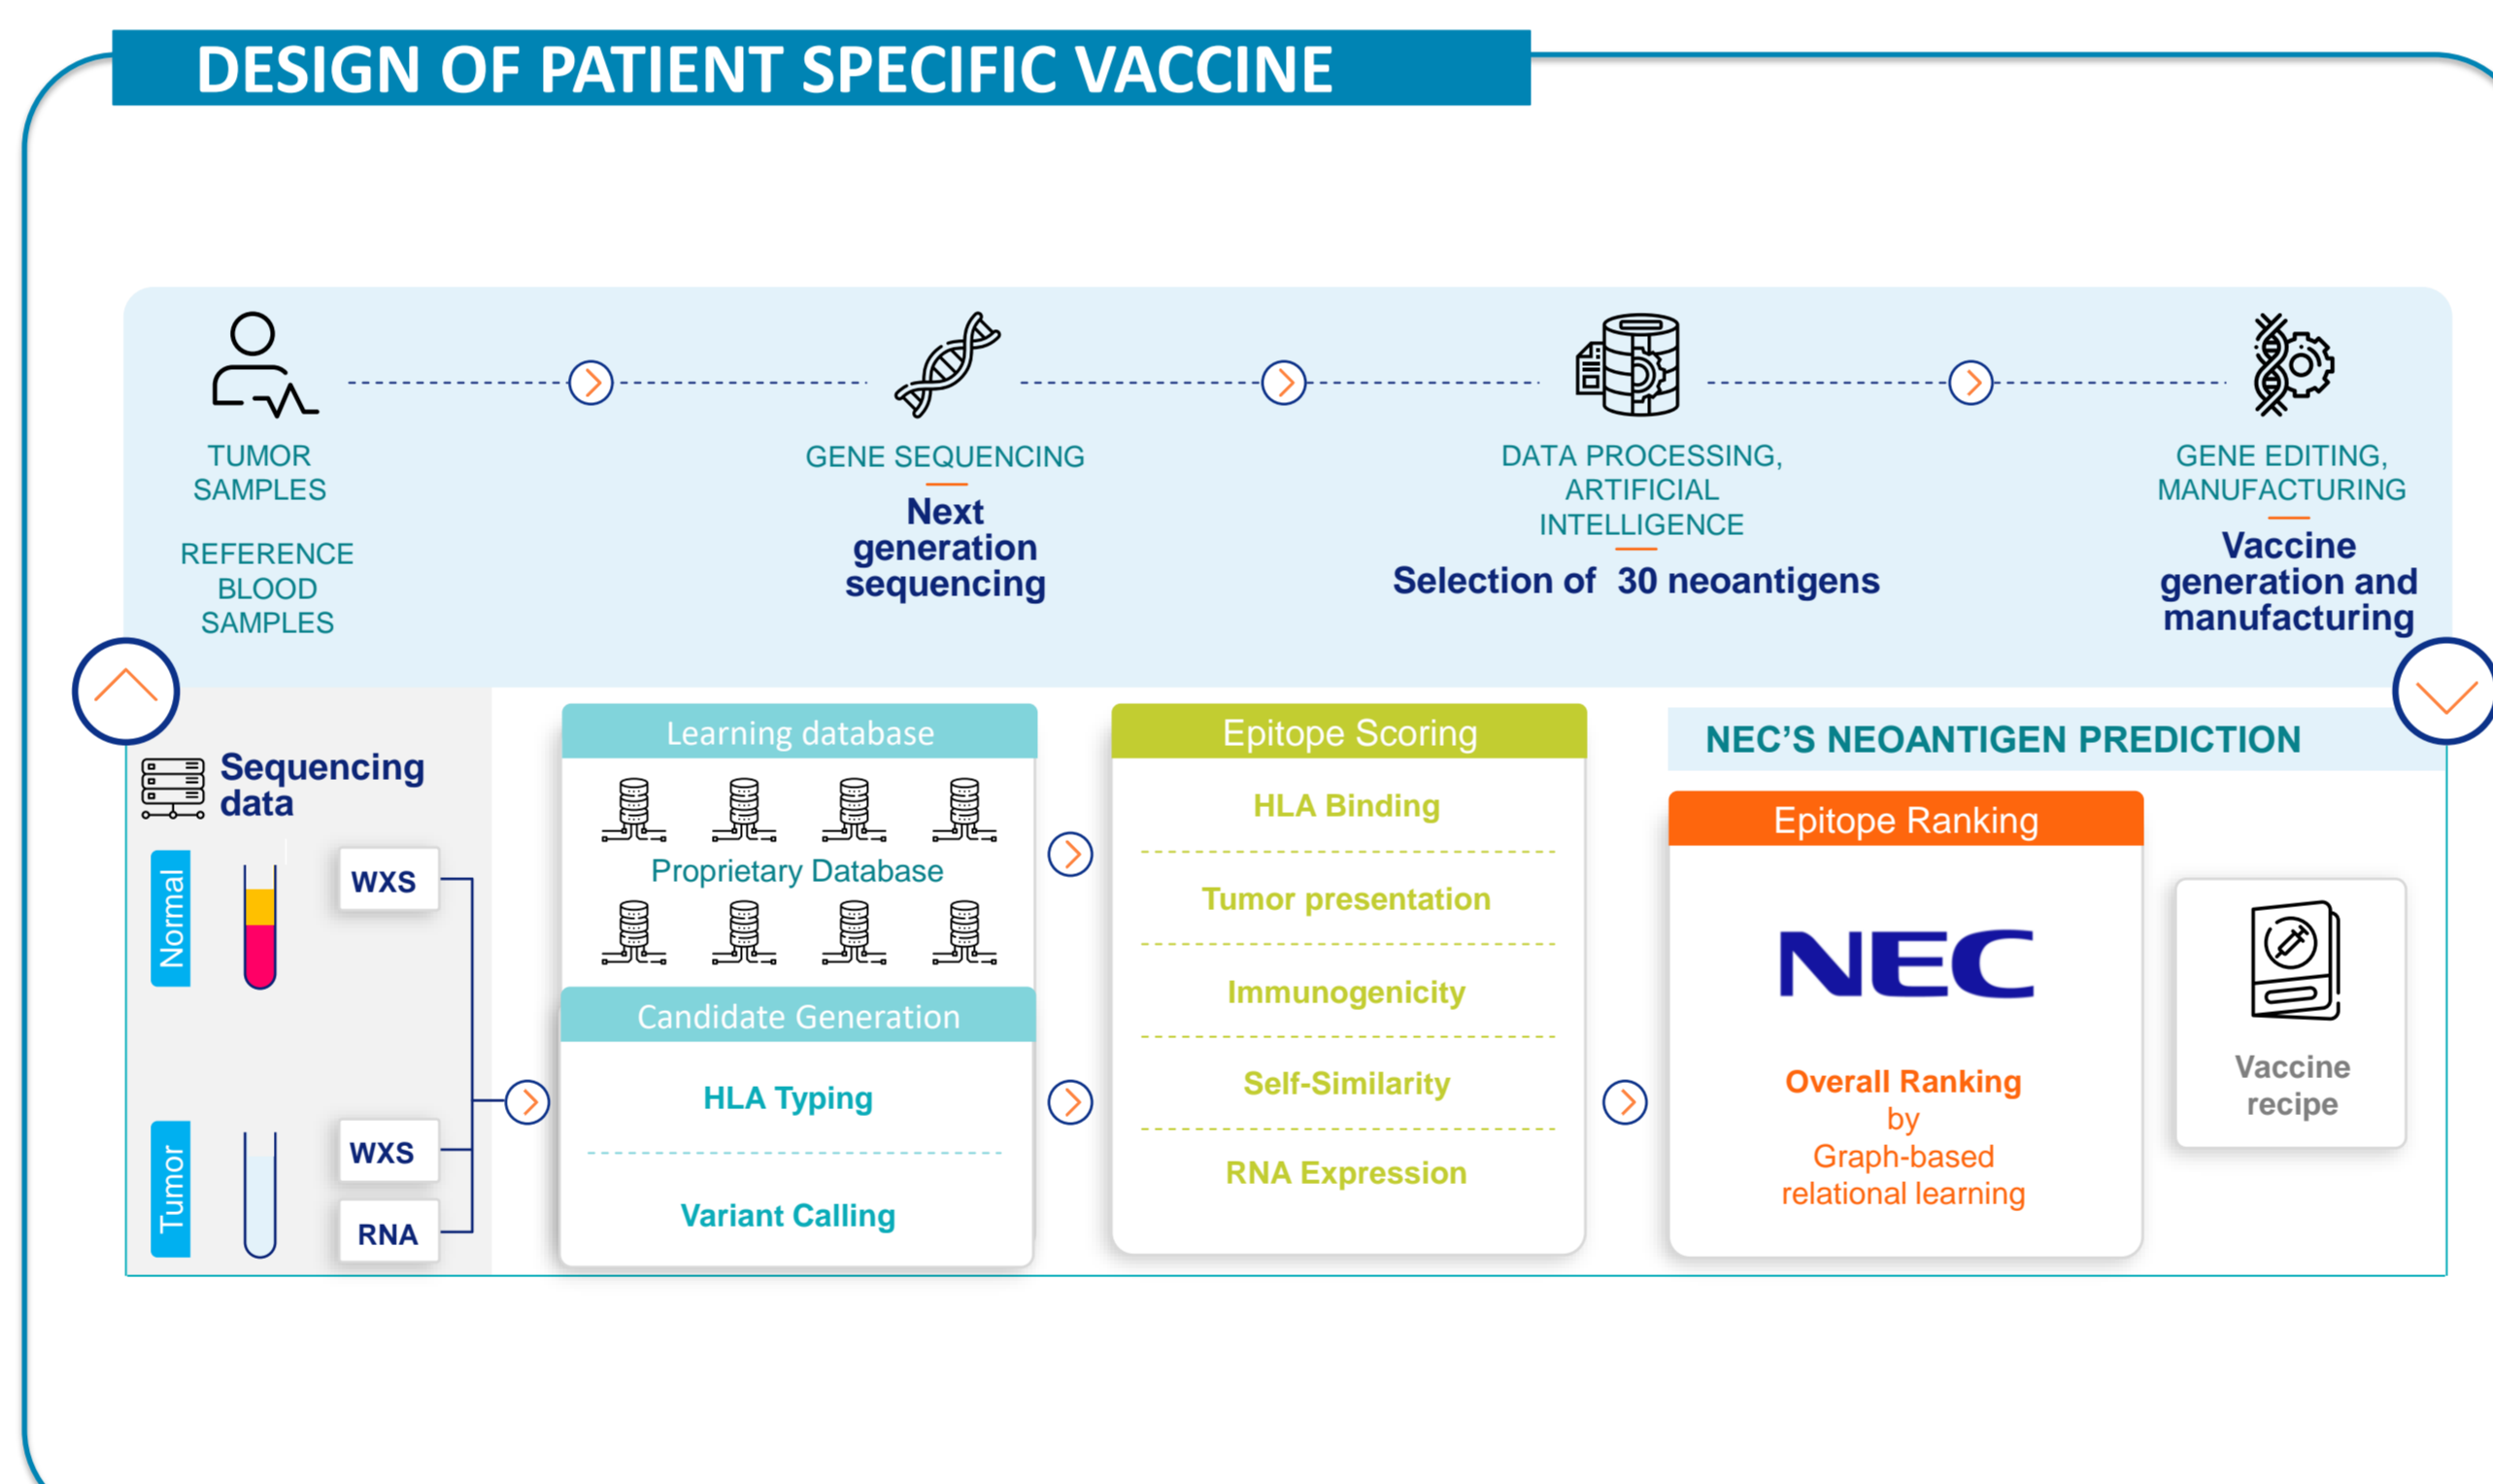 DESIGN OF PATIENT SPECIFIC VACCINE
TUMOR
SAMPLES
REFERENCE
BLOOD
SAMPLES
GENE SEQUENCING
Next
generation
sequencing
DATA PROCESSING,
ARTIFICIAL
INTELLIGENCE
Selection of 30 neoantigens
GENE EDITING,
MANUFACTURING
Vaccine
generation and
manufacturing
Sequencing
data
Normal
WXS
Tumor
WXS
RNA
Learning database
Proprietary Database
Candidate Generation
HLA Typing
Variant Calling
Epitope Scoring
HLA Binding
Tumor presentation
Immunogenicity
Self-Similarity
RNA Expression
NEC'S NEOANTIGEN PREDICTION
Epitope Ranking
NEC
Overall Ranking
by
Graph-based
relational learning
Vaccine
recipe